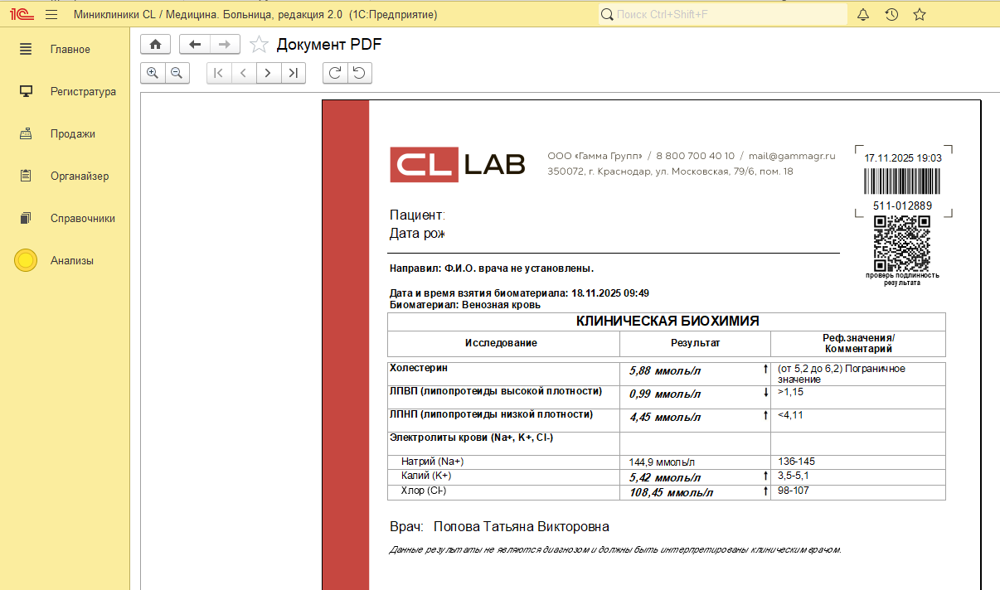 1С Миниклиники CL / Медицина. Больница, редакция 2.0 (1С:Предприятие)
Поиск Ctrl+Shift+F
Главное
Регистратура
Продажи
Органайзер
Справочники
Анализы
Документ PDF
CL LAB
ООО «Гамма Групп» / 8 800 700 40 10 / mail@gammagr.ru
350072, г. Краснодар, ул. Московская, 79/6, пом. 18
17.11.2025 19:03
511-012889
проверь подлинность
результата
Пациент:
Дата рож
Направил: Ф.И.О. врача не установлены.
Дата и время взятия биоматериала: 18.11.2025 09:49
Биоматериал: Венозная кровь
КЛИНИЧЕСКАЯ БИОХИМИЯ
Исследование Результат Реф.значения/
Комментарий
Холестерин 5,88 ммоль/л ↑ (от 5,2 до 6,2) Пограничное
значение
ЛПВП (липопротеиды высокой плотности) 0,99 ммоль/л ↓ >1,15
ЛПНП (липопротеиды низкой плотности) 4,45 ммоль/л ↑ <4,11
Электролиты крови (Na+, K+, Cl-)
Натрий (Na+) 144,9 ммоль/л 136-145
Калий (K+) 5,42 ммоль/л ↑ 3,5-5,1
Хлор (Cl-) 108,45 ммоль/л ↑ 98-107
Врач: Попова Татьяна Викторовна
Данные результаты не являются диагнозом и должны быть интерпретированы клиническим врачом.